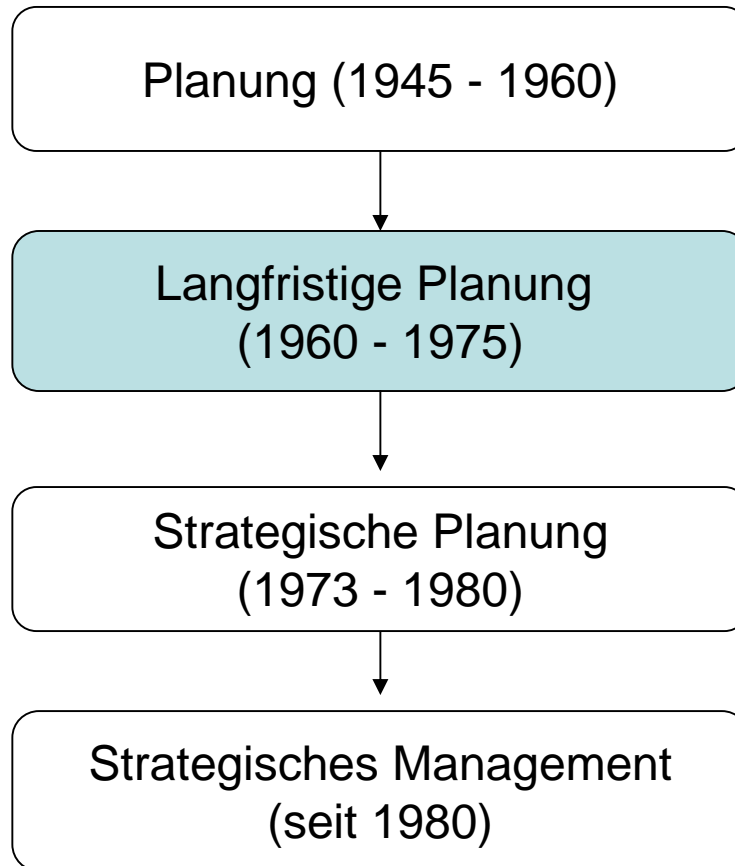 Planung (1945 - 1960)
Langfristige Planung
(1960 - 1975)
Strategische Planung
(1973 - 1980)
Strategisches Management
(seit 1980)